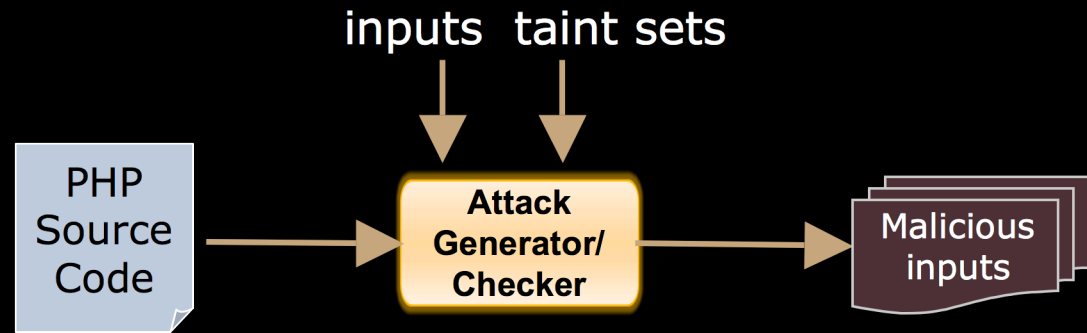 inputs taint sets
PHP
Source
Code
Attack
Generator/
Checker
Malicious
inputs